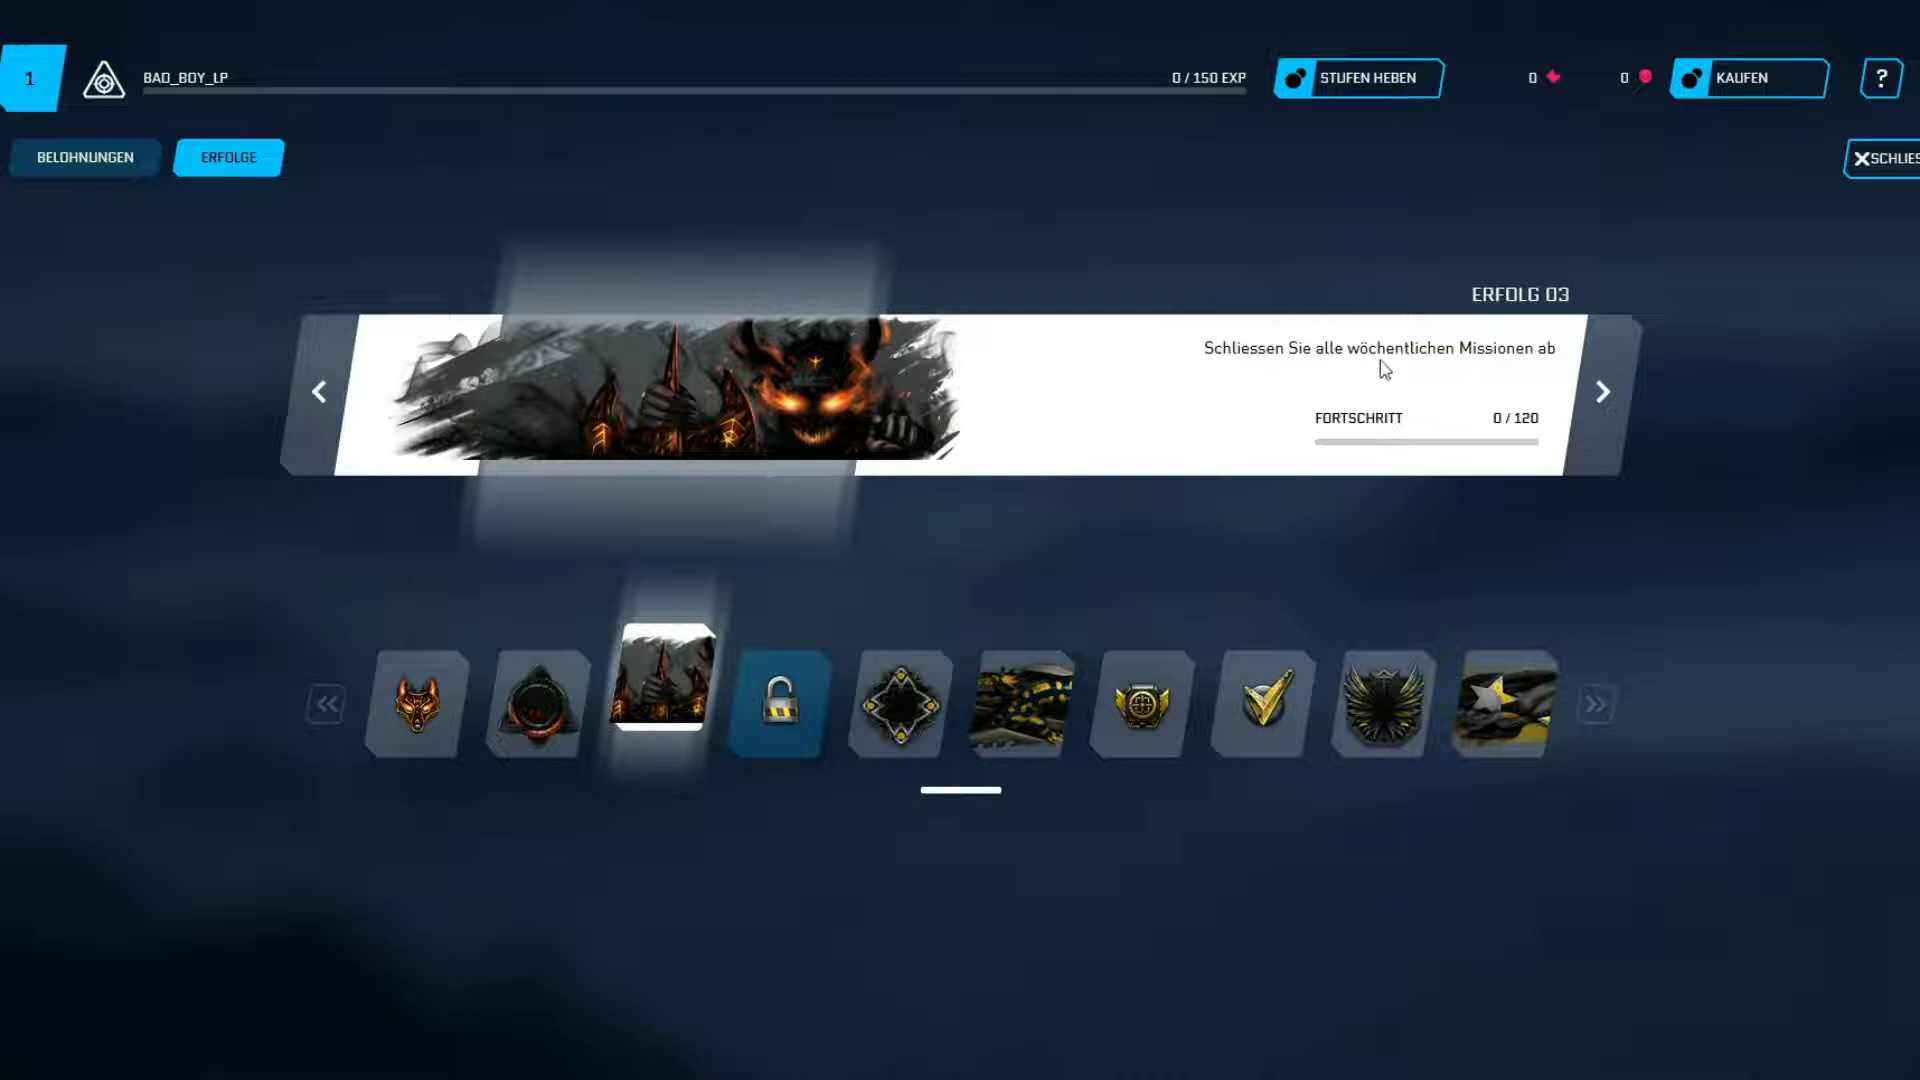 1
BAD_BOY_LP
0 / 150 EXP
STUFEN HEBEN
0
0
KAUFEN
?
BELOHNUNGEN
ERFOLGE
SCHLIES
ERFOLG 03
Schliessen Sie alle wöchentlichen Missionen ab
FORTSCHRITT
0 / 120